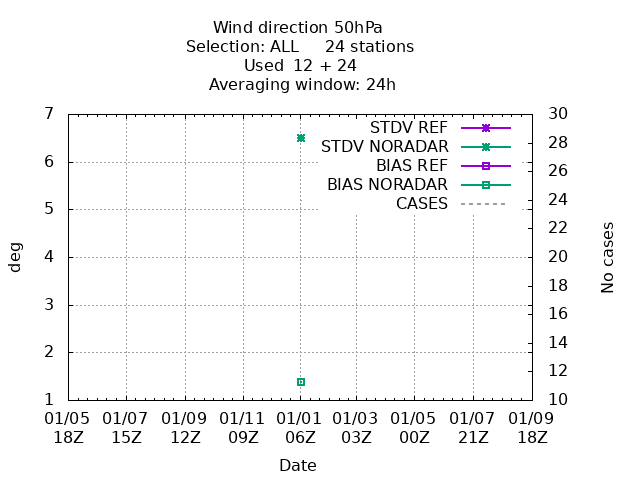 Wind direction 50hPa
Selection: ALL 24 stations
Used 12 + 24
Averaging window: 24h
STDV REF
STDV NORADAR
BIAS REF
BIAS NORADAR
CASES
7
6
5
4
3
2
1
deg
30
28
26
24
22
20
18
16
14
12
10
No cases
01/05 01/07 01/09 01/11 01/01 01/03 01/05 01/07 01/09
18Z 15Z 12Z 09Z 06Z 03Z 00Z 21Z 18Z
Date